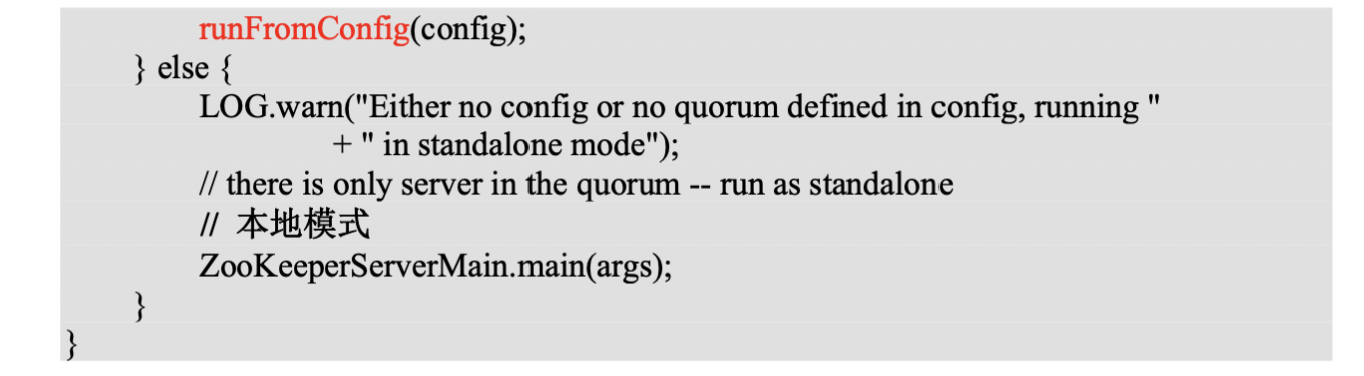 runFromConfig(config);
} else {
LOG.warn("Either no config or no quorum defined in config, running "
+ " in standalone mode");
// there is only server in the quorum -- run as standalone
// 本地模式
ZooKeeperServerMain.main(args);
}
}